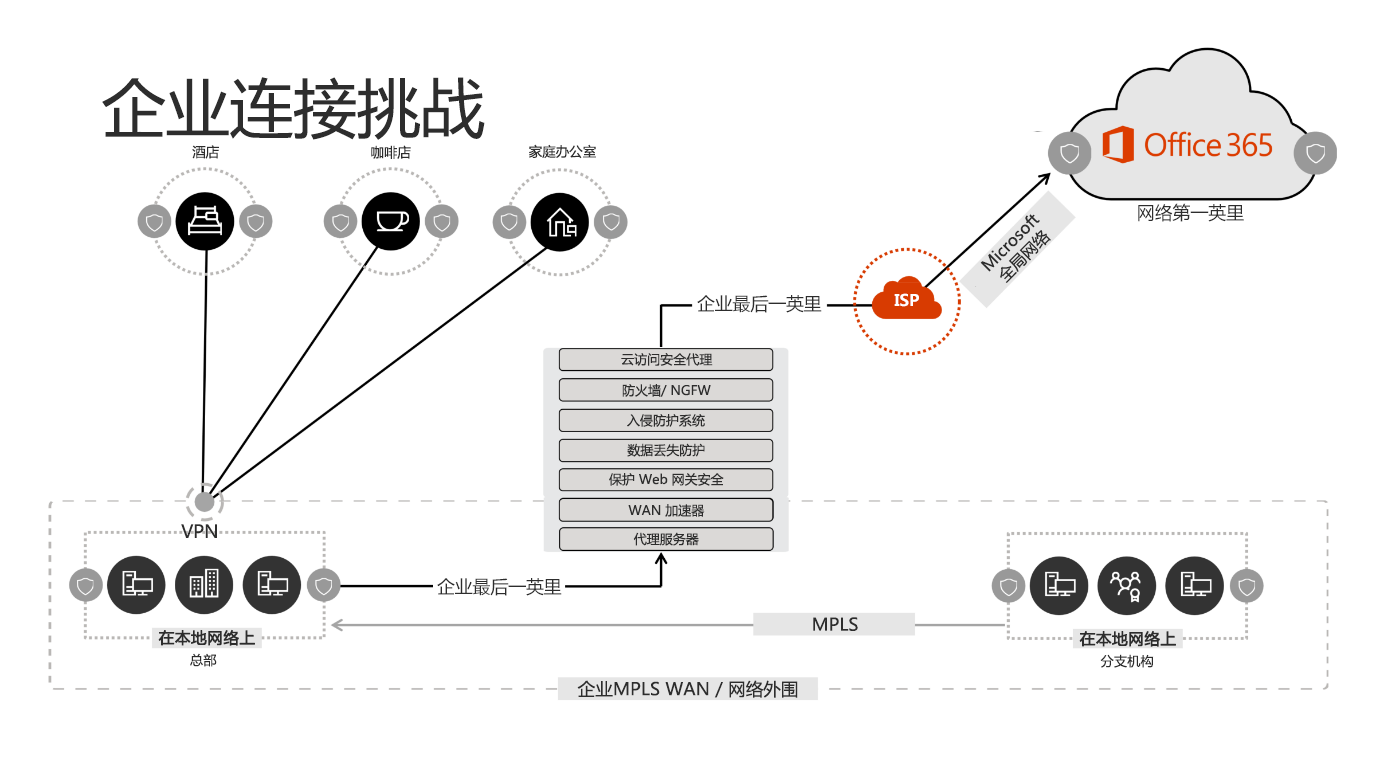 企业连接挑战
酒店
咖啡店
家庭办公室
Office 365
网络第一英里
Microsoft
全局网络
ISP
企业最后一英里
云访问安全代理
防火墙/ NGFW
入侵防护系统
数据丢失防护
保护 Web 网关安全
WAN 加速器
代理服务器
VPN
企业最后一英里
在本地网络上
总部
MPLS
在本地网络上
分支机构
企业MPLS WAN / 网络外围